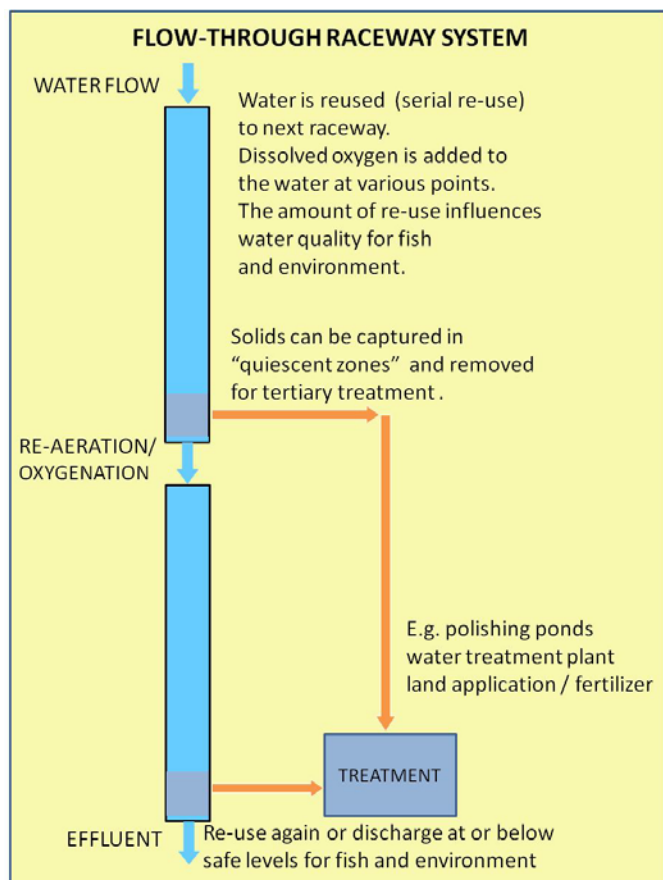 FLOW-THROUGH RACEWAY SYSTEM
WATER FLOW
Water is reused (serial re-use)
to next raceway.
Dissolved oxygen is added to
the water at various points.
The amount of re-use influences
water quality for fish
and environment.
Solids can be captured in
“quiescent zones” and removed
for tertiary treatment .
RE-AERATION/
OXYGENATION
E.g. polishing ponds
water treatment plant
land application / fertilizer
TREATMENT
EFFLUENT
Re-use again or discharge at or below
safe levels for fish and environment